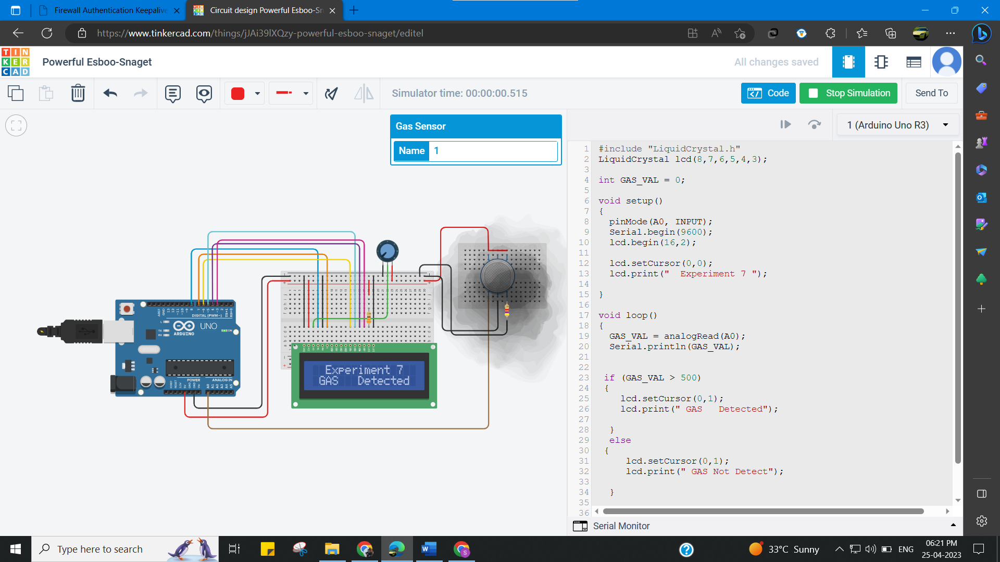 Firewall Authentication Keepalive
Circuit design Powerful Esboo-Sn
https://www.tinkercad.com/things/jJAi39lXQzy-powerful-esboo-snaget/editel
TIN
KER
CAD
Powerful Esboo-Snaget
All changes saved
Simulator time: 00:00:00.515
Code
Stop Simulation
Send To
Gas Sensor
Name 1
1 (Arduino Uno R3)
1 #include "LiquidCrystal.h"
2 LiquidCrystal lcd(8,7,6,5,4,3);
3
4 int GAS_VAL = 0;
5
6 void setup()
7 {
8 pinMode(A0, INPUT);
9 Serial.begin(9600);
10 lcd.begin(16,2);
11
12 lcd.setCursor(0,0);
13 lcd.print("  Experiment 7 ");
14
15 }
16
17 void loop()
18 {
19 GAS_VAL = analogRead(A0);
20 Serial.println(GAS_VAL);
21
22
23 if (GAS_VAL > 500)
24 {
25 lcd.setCursor(0,1);
26 lcd.print(" GAS   Detected");
27
28 }
29 else
30 {
31 lcd.setCursor(0,1);
32 lcd.print(" GAS Not Detect");
33
34 }
35
36
DIGITAL (PWM~)
UNO
ARDUINO
ON
TX
RX
L
POWER
ANALOG IN
Experiment 7
GAS   Detected
Serial Monitor
Type here to search
33°C Sunny
ENG
06:21 PM
25-04-2023